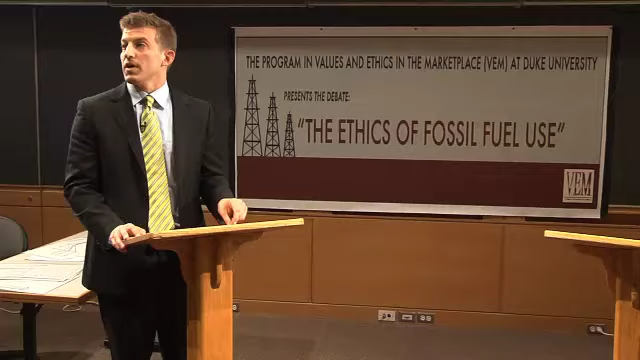 THE PROGRAM IN VALUES AND ETHICS IN THE MARKETPLACE (VEM) AT DUKE UNIVERSITY
PRESENTS THE DEBATE:
"THE ETHICS OF FOSSIL FUEL USE"
VEM